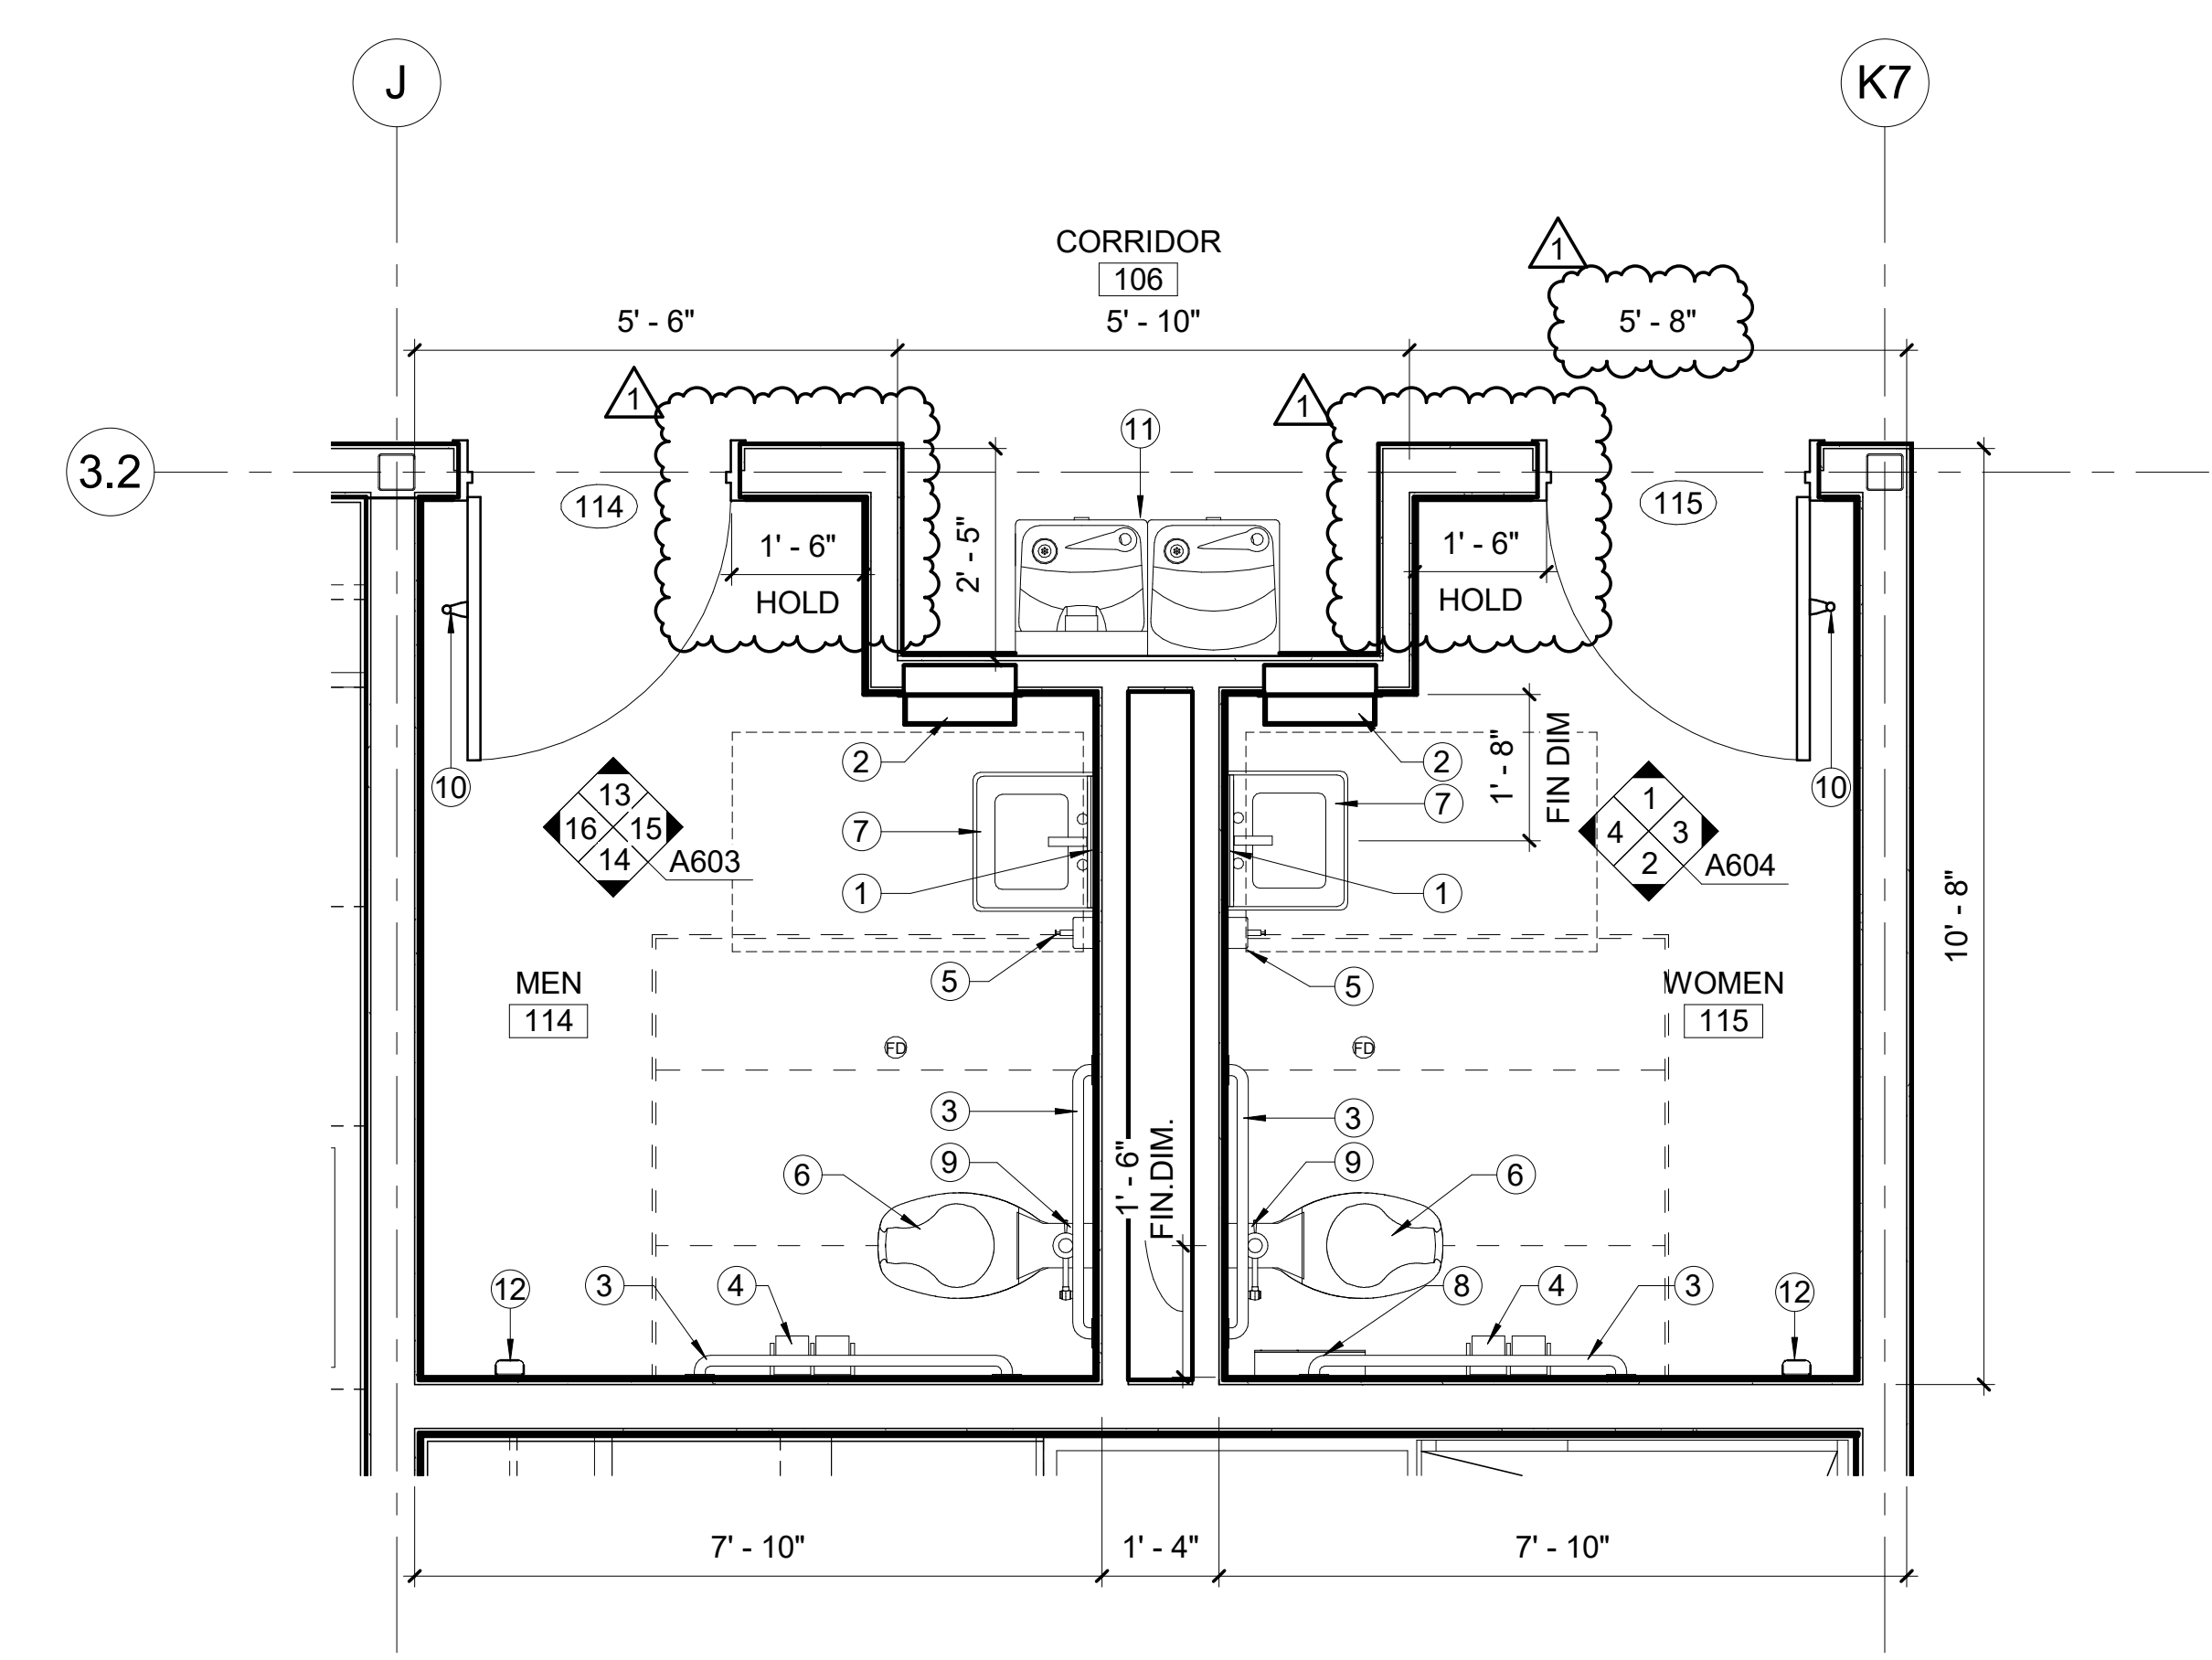 J
K7
1
CORRIDOR
106
5' - 6"
5' - 10"
5' - 8"
1
1
11
3.2
114
115
1' - 6"
2' - 5"
1' - 6"
HOLD
HOLD
10
2
1' - 8"
FIN DIM
2
10
13
16
15
14
A603
7
7
1
4
3
2
A604
1
1
10' - 8"
5
5
MEN
114
WOMEN
115
FD
FD
3
3
1' - 6"
FIN.DIM.
9
9
6
6
12
3
4
8
4
3
12
7' - 10"
1' - 4"
7' - 10"